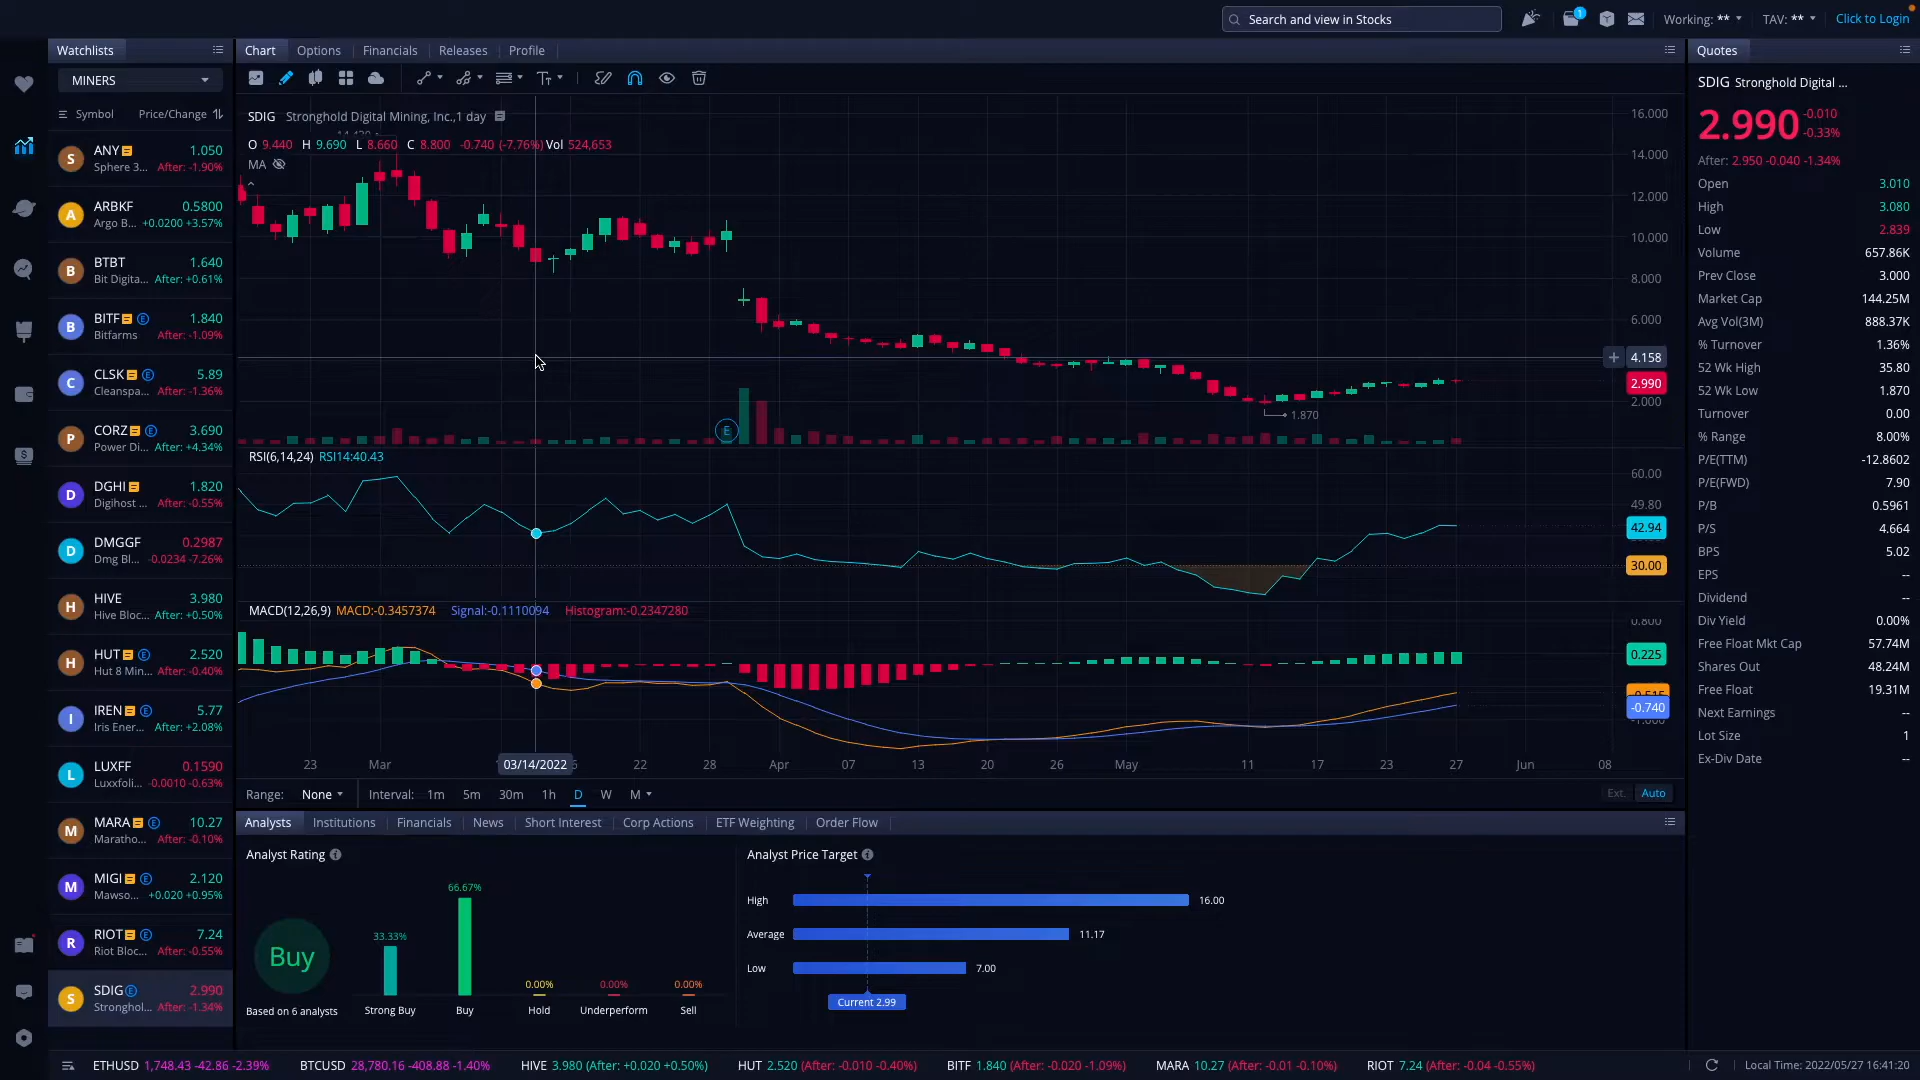 Search and view in Stocks
1
Working: **
TAV: **
Click to Login
Watchlists
Chart Options Financials Releases Profile
Quotes
MINERS
Symbol Price/Change
S ANY 1.050
Sphere 3... After: -1.90%
A ARBKF 0.5800
Argo B... +0.0200 +3.57%
B BTBT 1.640
Bit Digita... After: +0.61%
B BITF E 1.840
Bitfarms After: -1.09%
C CLSK E 5.89
Cleanspa... After: -1.36%
P CORZ E 3.690
Power Di... After: +4.34%
D DGHI 1.820
Digihost ... After: -0.55%
D DMGGF 0.2987
Dmg Bl... -0.0234 -7.26%
H HIVE 3.980
Hive Bloc... After: +0.50%
H HUT E 2.520
Hut 8 Min... After: -0.40%
I IREN E 5.77
Iris Ener... After: +2.08%
L LUXFF 0.1590
Luxxfoli... -0.0010 -0.63%
M MARA E 10.27
Maratho... After: -0.10%
M MIGI E 2.120
Mawso... +0.020 +0.95%
R RIOT E 7.24
Riot Bloc... After: -0.55%
S SDIG E 2.990
Stronghol... After: -1.34%
SDIG Stronghold Digital Mining, Inc.,1 day
O 9.440 H 9.690 L 8.660 C 8.800 -0.740 (-7.76%) Vol 524,653
MA
16.000
14.000
12.000
10.000
8.000
6.000
4.158
2.990
2.000
1.870
E
RSI(6,14,24) RSI14:40.43
60.00
49.80
42.94
30.00
MACD(12,26,9) MACD:-0.3457374 Signal:-0.1110094 Histogram:-0.2347280
0.800
0.225
-0.740
23 Mar 03/14/2022 22 28 Apr 07 13 20 26 May 11 17 23 27 Jun 08
Range: None Interval: 1m 5m 30m 1h D W M Ext. Auto
Analysts Institutions Financials News Short Interest Corp Actions ETF Weighting Order Flow
Analyst Rating
Buy
Based on 6 analysts
33.33% 66.67% 0.00% 0.00% 0.00%
Strong Buy Buy Hold Underperform Sell
Analyst Price Target
High 16.00
Average 11.17
Low 7.00
Current 2.99
SDIG Stronghold Digital ...
2.990 -0.010
-0.33%
After: 2.950 -0.040 -1.34%
Open 3.010
High 3.080
Low 2.839
Volume 657.86K
Prev Close 3.000
Market Cap 144.25M
Avg Vol(3M) 888.37K
% Turnover 1.36%
52 Wk High 35.80
52 Wk Low 1.870
Turnover 0.00
% Range 8.00%
P/E(TTM) -12.8602
P/E(FWD) 7.90
P/B 0.5961
P/S 4.664
BPS 5.02
EPS --
Dividend --
Div Yield 0.00%
Free Float Mkt Cap 57.74M
Shares Out 48.24M
Free Float 19.31M
Next Earnings --
Lot Size 1
Ex-Div Date --
ETHUSD 1,748.43 -42.86 -2.39% BTCUSD 28,780.16 -408.88 -1.40% HIVE 3.980 (After: +0.020 +0.50%) HUT 2.520 (After: -0.010 -0.40%) BITF 1.840 (After: -0.020 -1.09%) MARA 10.27 (After: -0.01 -0.10%) RIOT 7.24 (After: -0.04 -0.55%)
Local Time: 2022/05/27 16:41:20